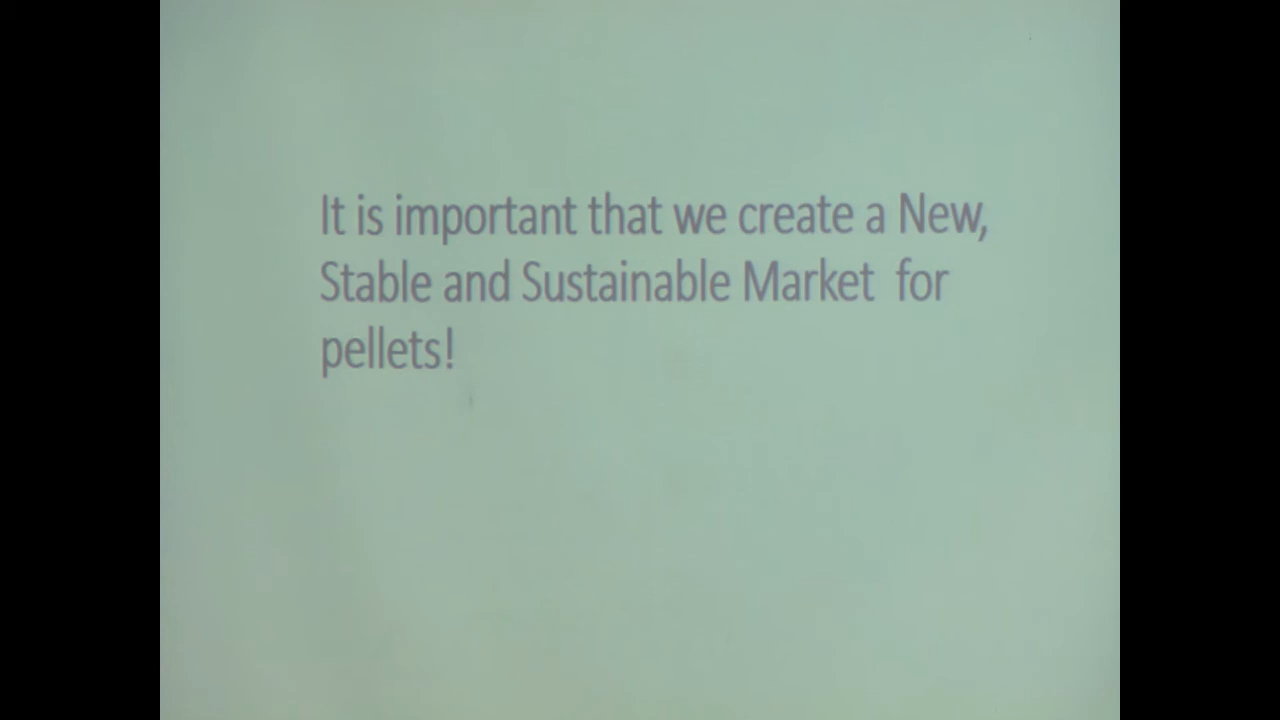 It is important that we create a New,
Stable and Sustainable Market for
pellets!